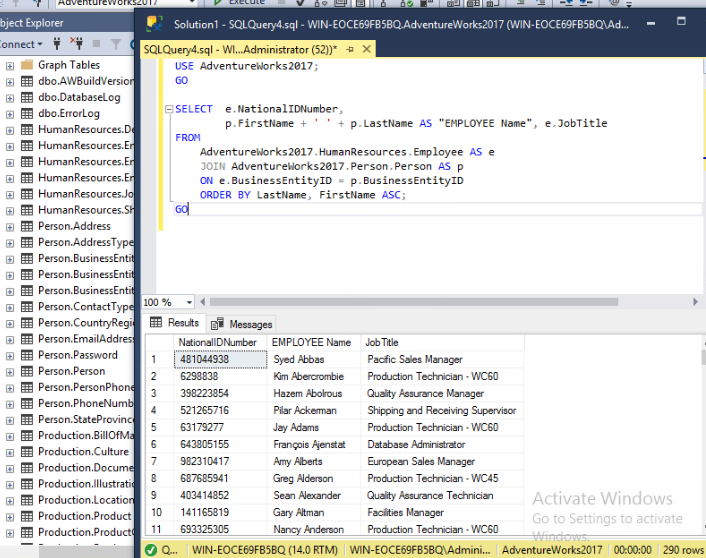 AdventureWorks2017
Execute
Solution1 - SQLQuery4.sql - WIN-EOCE69FB5BQ.AdventureWorks2017 (WIN-EOCE69FB5BQ\Ad...
bject Explorer
onnect
SQLQuery4.sql - WI...Administrator (52))*
Graph Tables
dbo.AWBuildVersion
dbo.DatabaseLog
dbo.ErrorLog
HumanResources.De
HumanResources.En
HumanResources.En
HumanResources.En
HumanResources.Jo
HumanResources.Sh
Person.Address
Person.AddressType
Person.BusinessEntit
Person.BusinessEntit
Person.BusinessEntit
Person.ContactType
Person.CountryRegi
Person.EmailAddress
Person.Password
Person.Person
Person.PersonPhone
Person.PhoneNumb
Person.StateProvince
Production.BillOfMa
Production.Culture
Production.Docume
Production.Illustratio
Production.Location
Production.Product
Production.ProductC
USE AdventureWorks2017;
GO
SELECT e.NationalIDNumber,
p.FirstName + ' ' + p.LastName AS "EMPLOYEE Name", e.JobTitle
FROM
AdventureWorks2017.HumanResources.Employee AS e
JOIN AdventureWorks2017.Person.Person AS p
ON e.BusinessEntityID = p.BusinessEntityID
ORDER BY LastName, FirstName ASC;
GO
100 %
Results Messages
NationalIDNumber EMPLOYEE Name JobTitle
1 481044938 Syed Abbas Pacific Sales Manager
2 6298838 Kim Abercrombie Production Technician - WC60
3 398223854 Hazem Abolrous Quality Assurance Manager
4 521265716 Pilar Ackerman Shipping and Receiving Supervisor
5 63179277 Jay Adams Production Technician - WC60
6 643805155 François Ajenstat Database Administrator
7 982310417 Amy Alberts European Sales Manager
8 687685941 Greg Alderson Production Technician - WC45
9 403414852 Sean Alexander Quality Assurance Technician
10 141165819 Gary Altman Facilities Manager
11 693325305 Nancy Anderson Production Technician - WC60
Activate Windows
Go to Settings to activate
Windows.
Q... WIN-EOCE69FB5BQ (14.0 RTM) WIN-EOCE69FB5BQ\Admini... AdventureWorks2017 00:00:00 290 rows